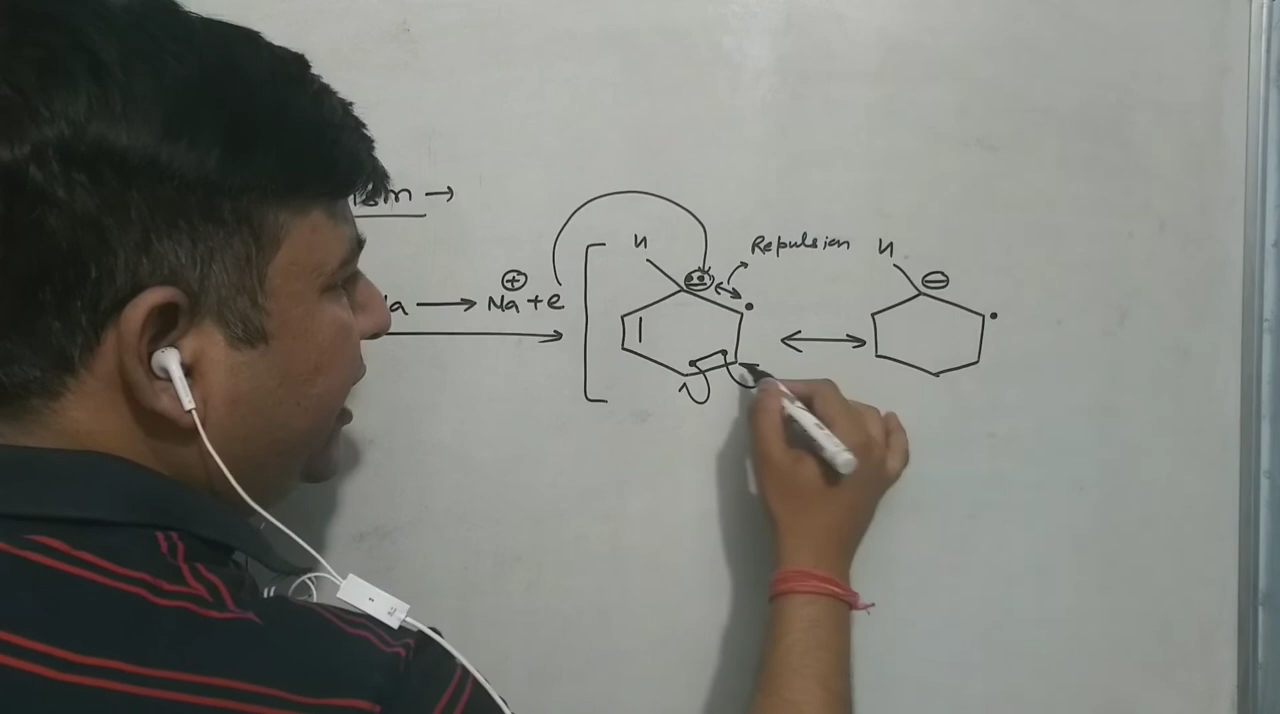 ism →
a → Na⊕ + e
H
Repulsion
H
⊖